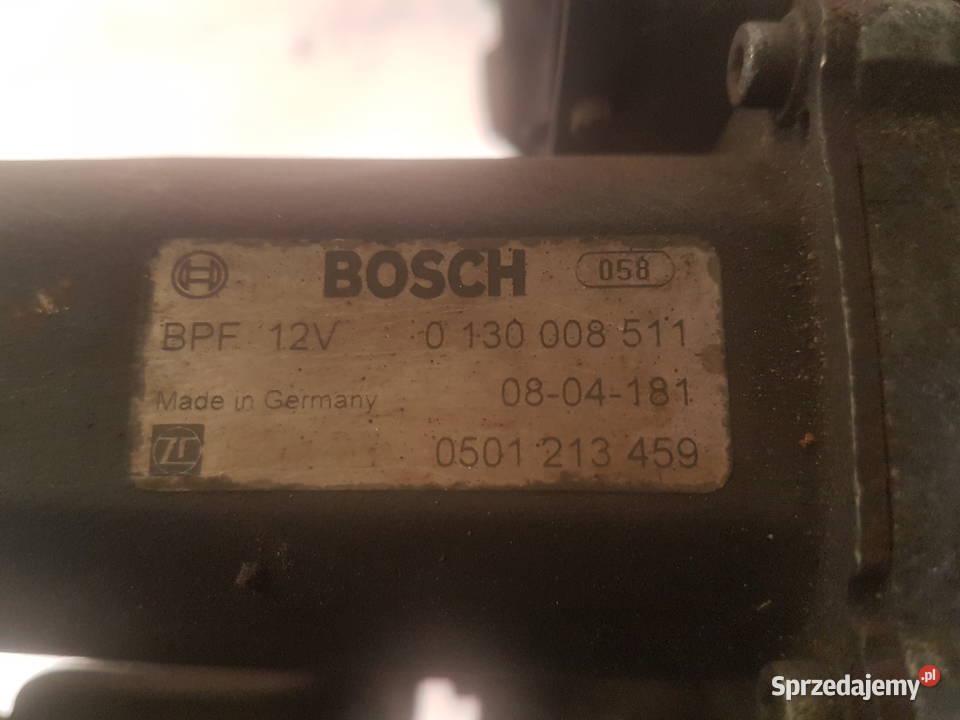 BOSCH 058
BPF 12V 0 130 008 511
Made in Germany 08-04-181
ZF 0501 213 459
Sprzedajemy.pl